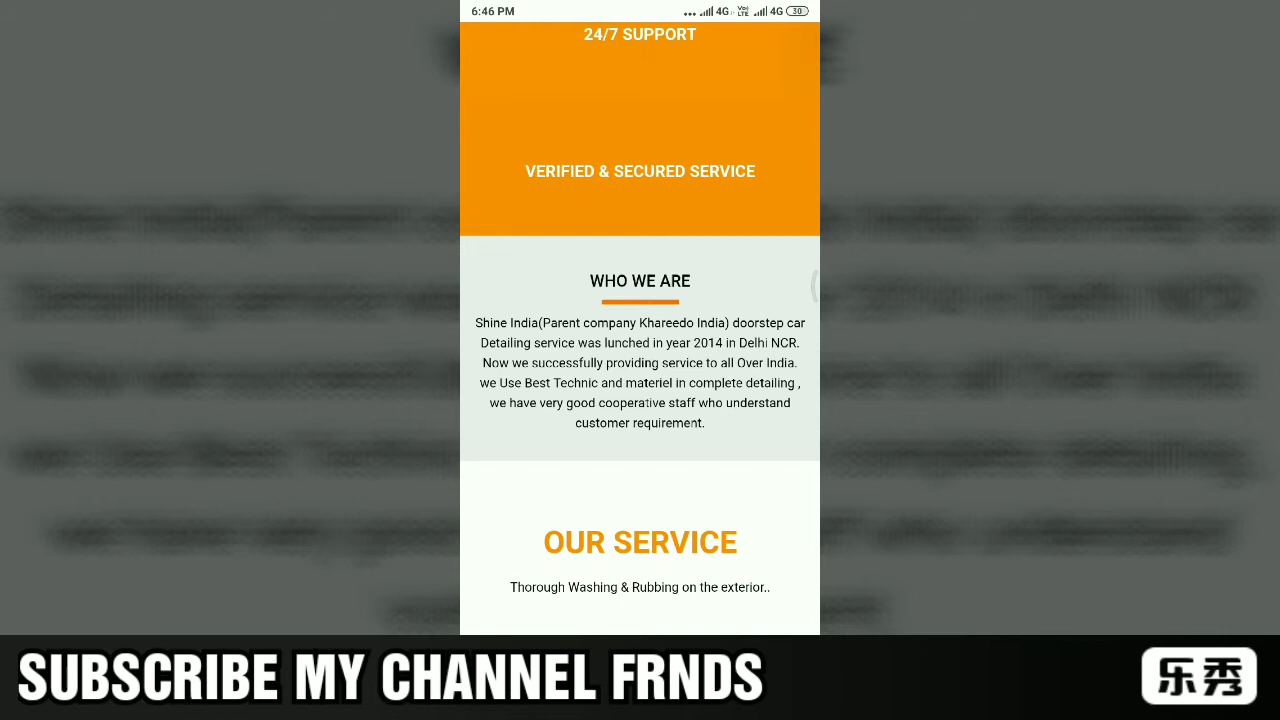 6:46 PM
4G
Vo)
LTE
4G
30
24/7 SUPPORT
VERIFIED & SECURED SERVICE
WHO WE ARE
Shine India(Parent company Khareedo India) doorstep car
Detailing service was lunched in year 2014 in Delhi NCR.
Now we successfully providing service to all Over India.
we Use Best Technic and materiel in complete detailing ,
we have very good cooperative staff who understand
customer requirement.
OUR SERVICE
Thorough Washing & Rubbing on the exterior..
SUBSCRIBE MY CHANNEL FRNDS
乐秀